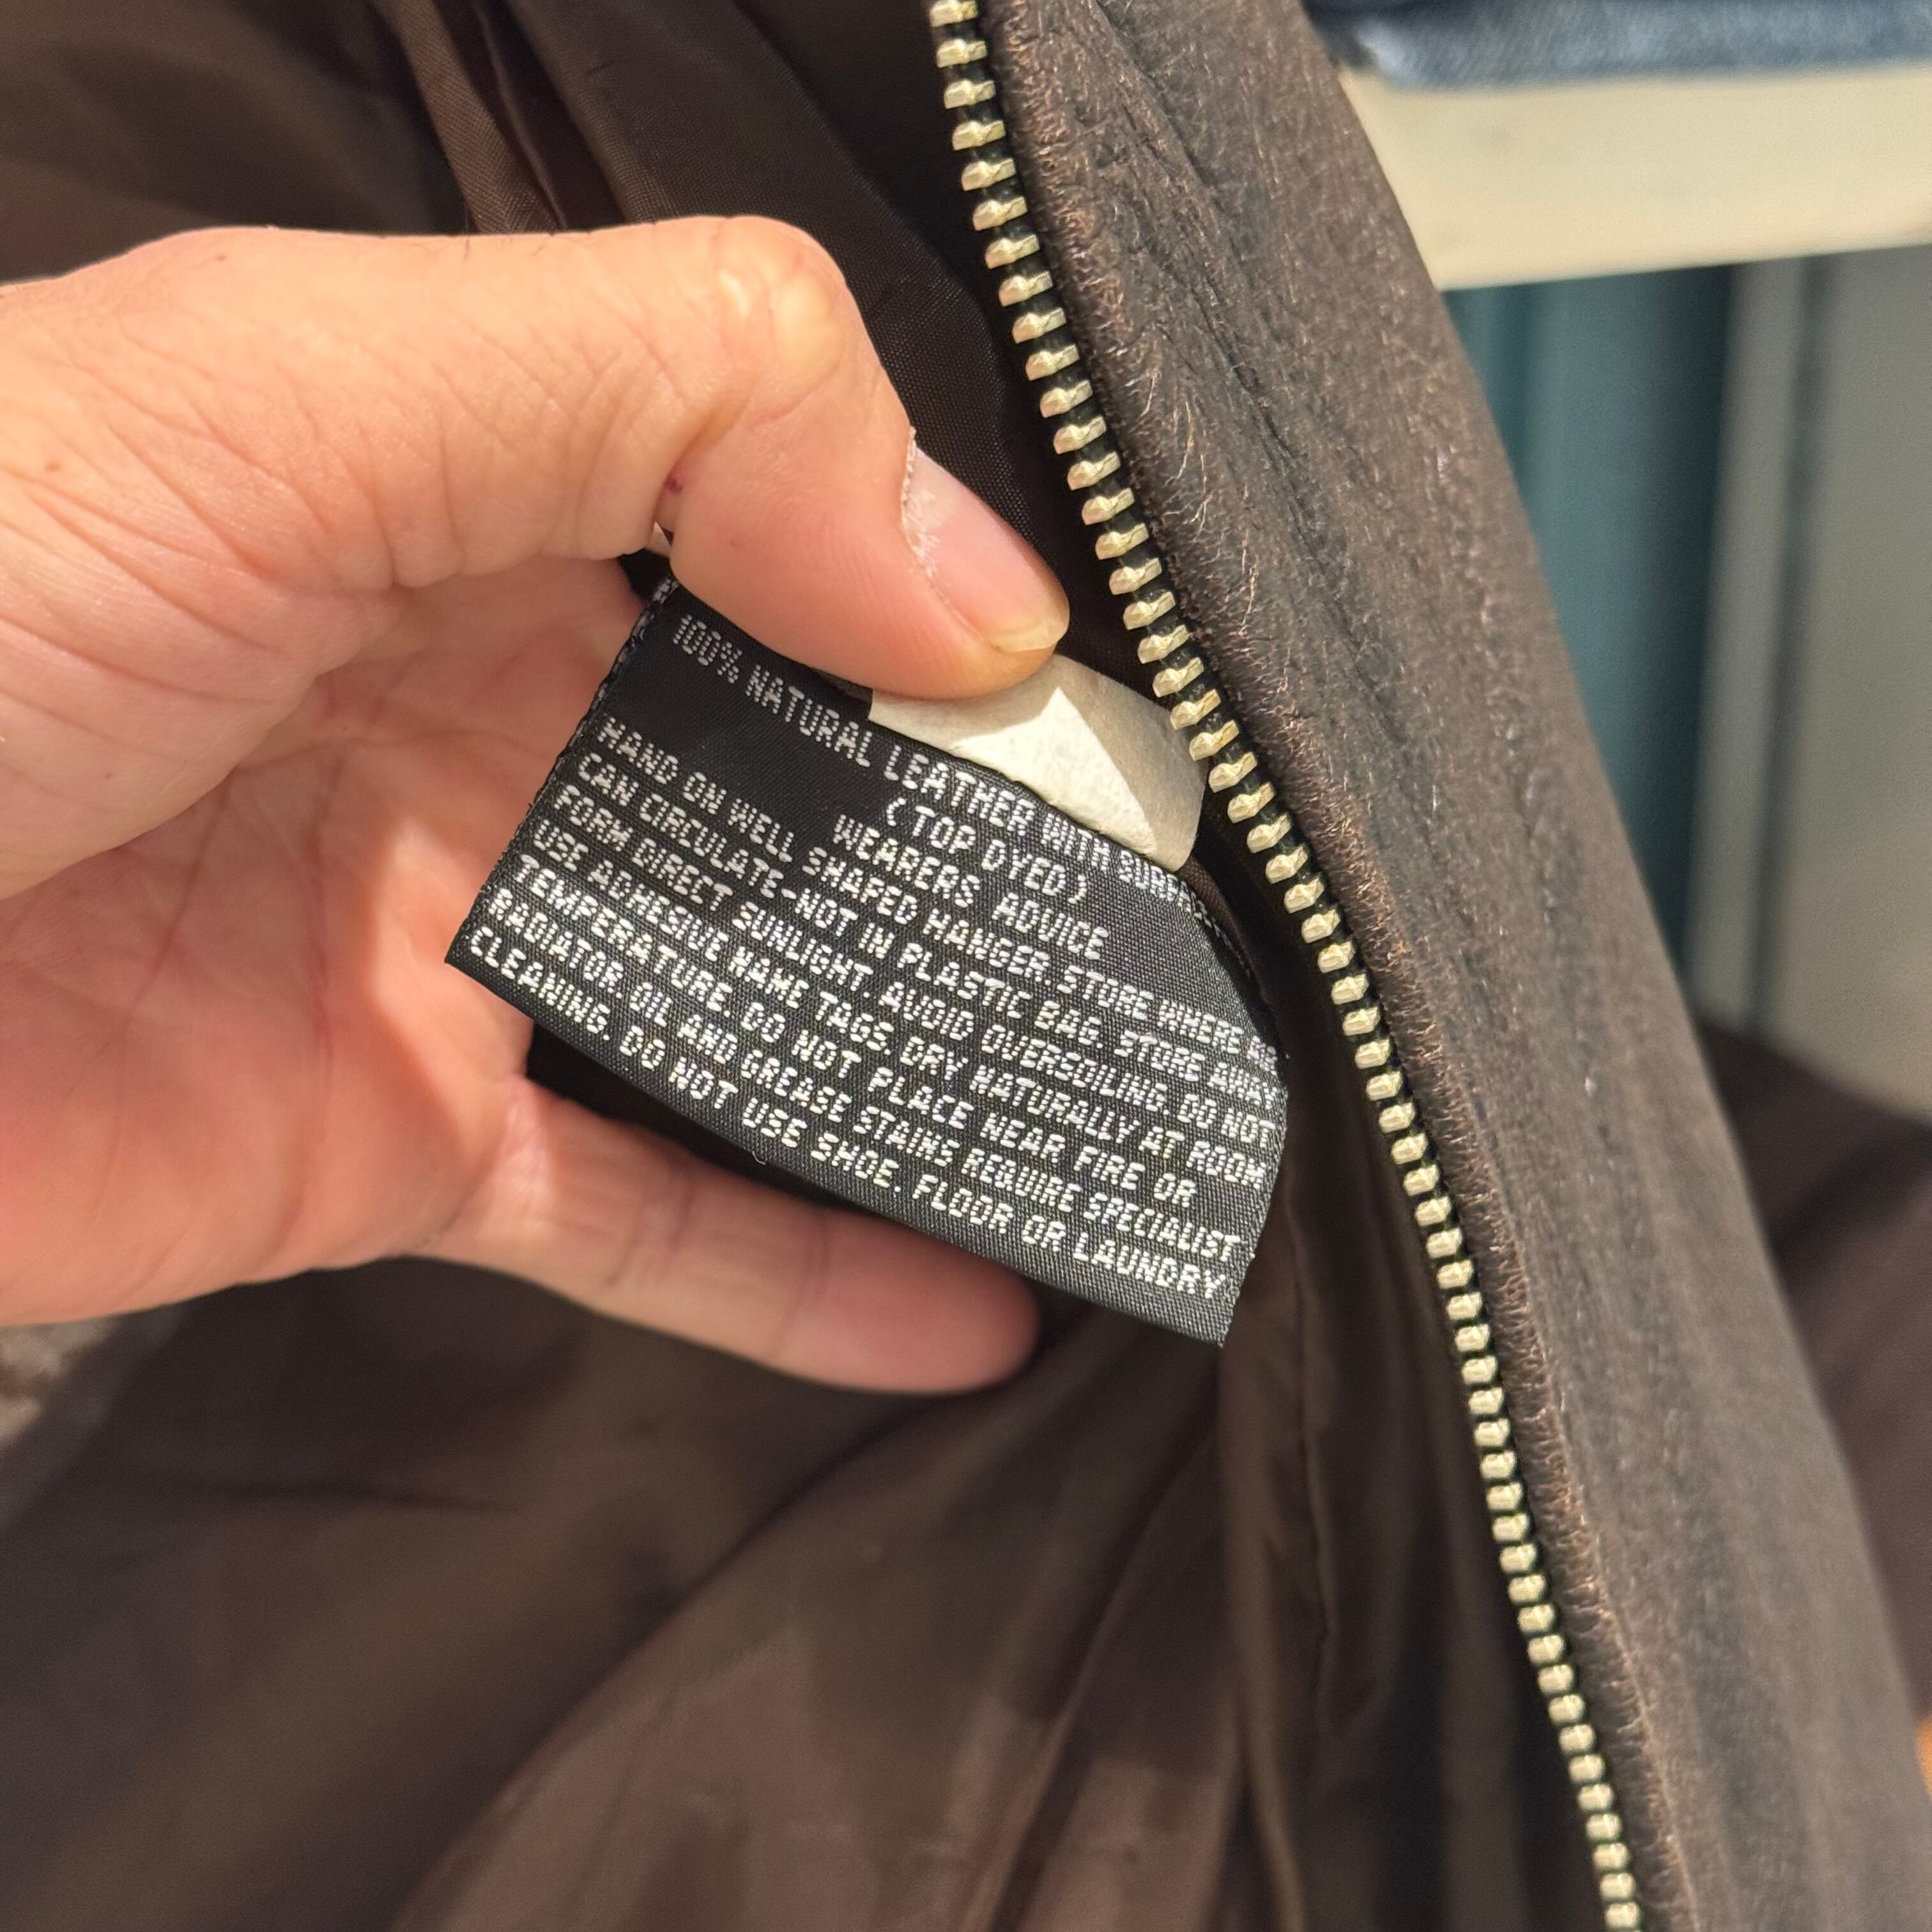 100% NATURAL LEATHER WITH
(TOP DYED)
WEARERS ADVICE
HAND ON WELL SHAPED HANGER STORE WHERE
CAN CIRCULATE-NOT IN PLASTIC BAG. STORE AWAY
FORM DIRECT SUNLIGHT. AVOID OVERSOILING. DO NOT
USE ADHESIVE NAME TAGS. DRY NATURALLY AT ROOM
TEMPERATURE. DO NOT PLACE NEAR FIRE OR
RADIATOR. OIL AND GREASE STAINS REQUIRE SPECIALIST
CLEANING. DO NOT USE SHOE. FLOOR OR LAUNDRY